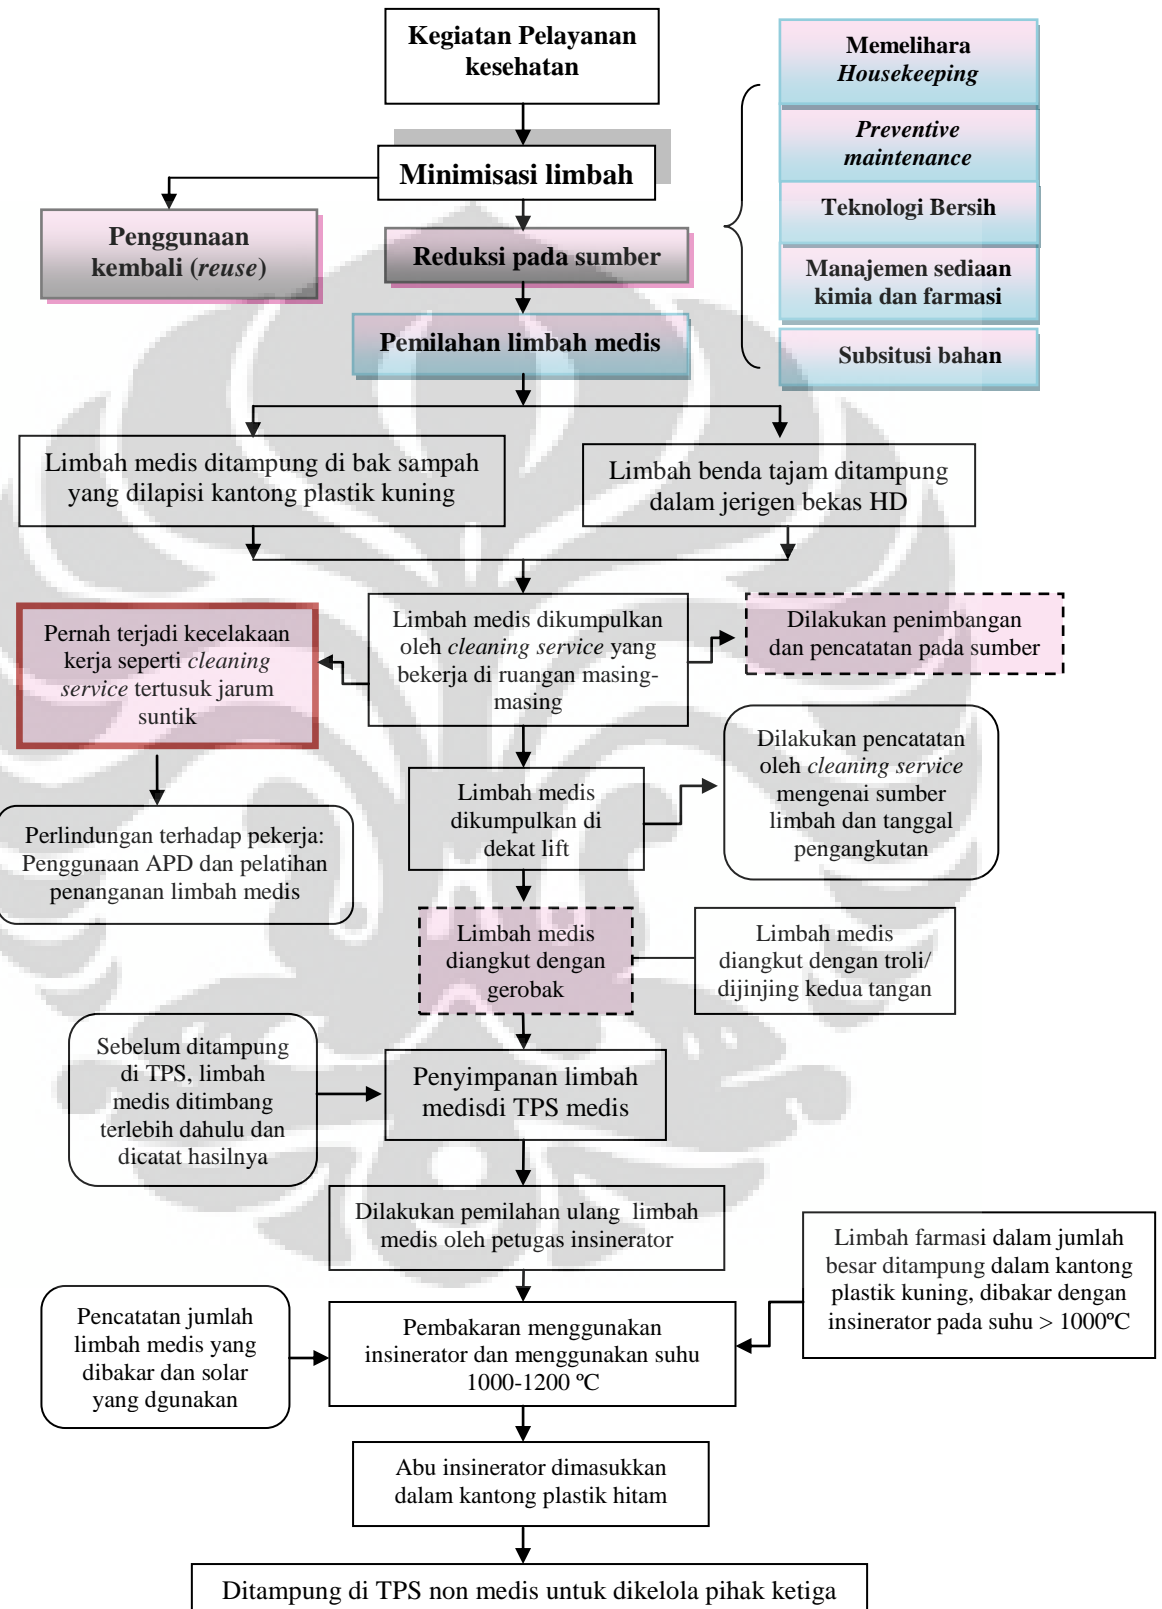 Kegiatan Pelayanan
kesehatan
Memelihara
Housekeeping
Preventive
maintenance
Teknologi Bersih
Manajemen sediaan
kimia dan farmasi
Subsitusi bahan
Minimisasi limbah
Penggunaan
kembali (reuse)
Reduksi pada sumber
Pemilahan limbah medis
Limbah medis ditampung di bak sampah
yang dilapisi kantong plastik kuning
Limbah benda tajam ditampung
dalam jerigen bekas HD
Pernah terjadi kecelakaan
kerja seperti cleaning
service tertusuk jarum
suntik
Limbah medis dikumpulkan
oleh cleaning service yang
bekerja di ruangan masing-
masing
Dilakukan penimbangan
dan pencatatan pada sumber
Perlindungan terhadap pekerja:
Penggunaan APD dan pelatihan
penanganan limbah medis
Limbah medis
dikumpulkan di
dekat lift
Dilakukan pencatatan
oleh cleaning service
mengenai sumber
limbah dan tanggal
pengangkutan
Limbah medis
diangkut dengan
gerobak
Limbah medis
diangkut dengan troli/
dijinjing kedua tangan
Sebelum ditampung
di TPS, limbah
medis ditimbang
terlebih dahulu dan
dicatat hasilnya
Penyimpanan limbah
medisdi TPS medis
Dilakukan pemilahan ulang limbah
medis oleh petugas insinerator
Limbah farmasi dalam jumlah
besar ditampung dalam kantong
plastik kuning, dibakar dengan
insinerator pada suhu > 1000ºC
Pencatatan jumlah
limbah medis yang
dibakar dan solar
yang dgunakan
Pembakaran menggunakan
insinerator dan menggunakan suhu
1000-1200 ºC
Abu insinerator dimasukkan
dalam kantong plastik hitam
Ditampung di TPS non medis untuk dikelola pihak ketiga